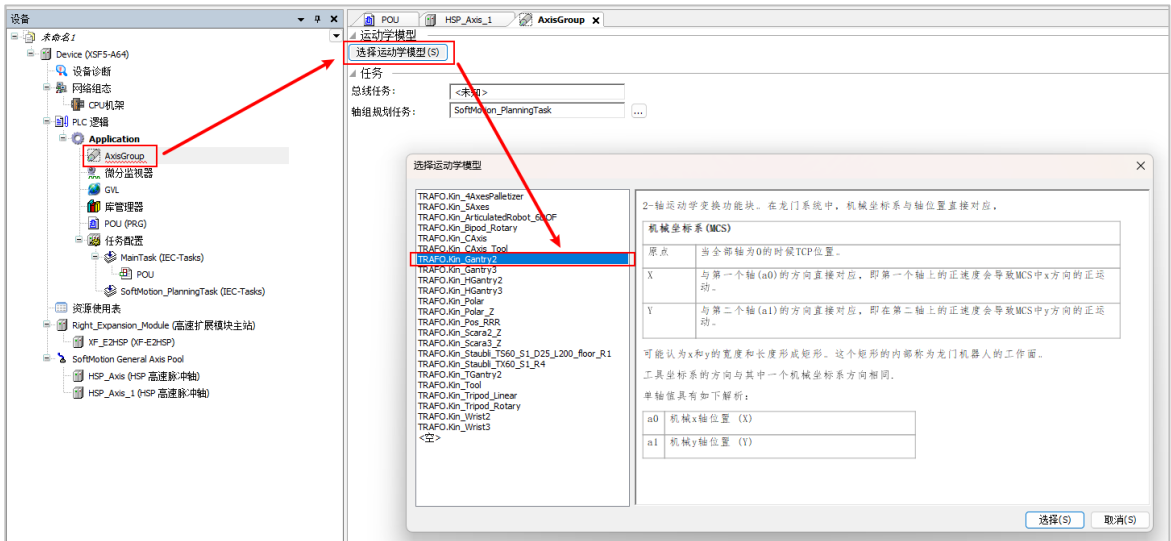 设备
未命名1
Device (XSF5-A64)
设备诊断
网络组态
CPU机架
PLC 逻辑
Application
AxisGroup
微分监视器
GVL
库管理器
POU (PRG)
任务配置
MainTask (IEC-Tasks)
POU
SoftMotion_PlanningTask (IEC-Tasks)
资源使用表
Right_Expansion_Module (高速扩展模块主站)
XF_E2HSP (XF-E2HSP)
SoftMotion General Axis Pool
HSP_Axis (HSP 高速脉冲轴)
HSP_Axis_1 (HSP 高速脉冲轴)
POU
HSP_Axis_1
AxisGroup
运动学模型
选择运动学模型(S)
任务
总线任务:
<未知>
轴组规划任务:
SoftMotion_PlanningTask
...
选择运动学模型
TRAFO.Kin_4AxesPalletizer
TRAFO.Kin_5Axes
TRAFO.Kin_ArticulatedRobot_6DOF
TRAFO.Kin_Bipod_Rotary
TRAFO.Kin_CAxis
TRAFO.Kin_CAxis_Tool
TRAFO.Kin_Gantry2
TRAFO.Kin_Gantry3
TRAFO.Kin_HGantry2
TRAFO.Kin_HGantry3
TRAFO.Kin_Polar
TRAFO.Kin_Polar_Z
TRAFO.Kin_Pos_RRR
TRAFO.Kin_Scara2_Z
TRAFO.Kin_Scara3_Z
TRAFO.Kin_Staubli_TS60_S1_D25_L200_floor_R1
TRAFO.Kin_Staubli_TX60_S1_R4
TRAFO.Kin_TGantry2
TRAFO.Kin_Tool
TRAFO.Kin_Tripod_Linear
TRAFO.Kin_Tripod_Rotary
TRAFO.Kin_Wrist2
TRAFO.Kin_Wrist3
<空>
2-轴运动学变换功能块。在龙门系统中，机械坐标系与轴位置直接对应，
机械坐标系(MCS)
原点 当全部轴为0的时候TCP位置。
X 与第一个轴(a0)的方向直接对应，即第一个轴上的正速度会导致MCS中x方向的正运
动。
Y 与第二个轴(a1)的方向直接对应，即在第二轴上的正速度会导致MCS中y方向的正运
动。
可能认为x和y的宽度和长度形成矩形。这个矩形的内部称为龙门机器人的工作面。
工具坐标系的方向与其中一个机械坐标系方向相同.
单轴值具有如下解析:
a0 机械x轴位置 (X)
a1 机械y轴位置 (Y)
选择(S)
取消(S)